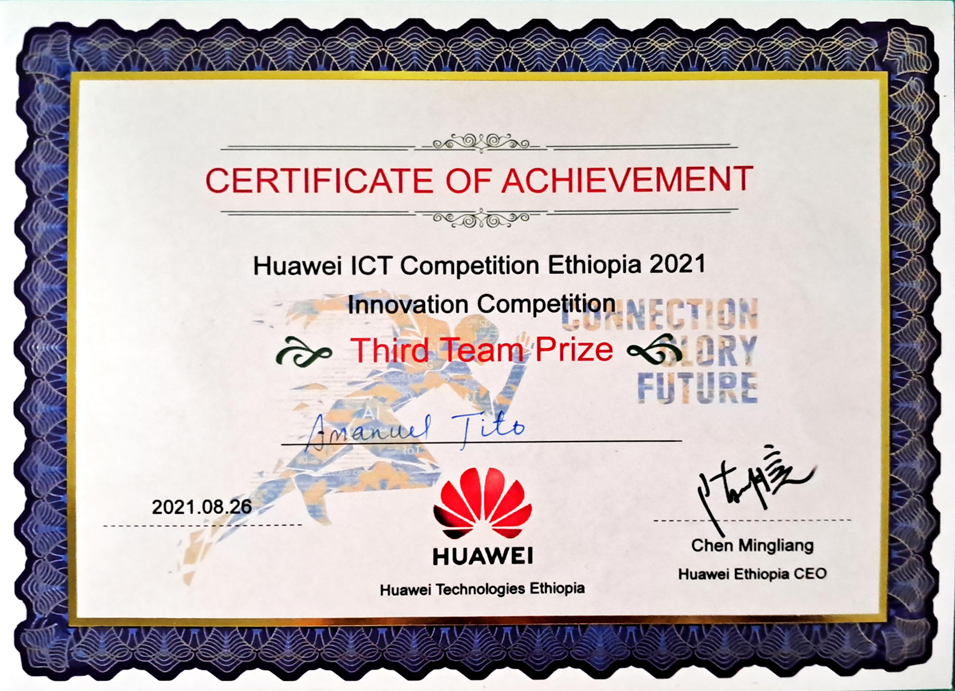 CERTIFICATE OF ACHIEVEMENT
Huawei ICT Competition Ethiopia 2021
Innovation Competition
Third Team Prize
CONNECTION
GLORY
FUTURE
AI
IoT
Amanuel Tito
2021.08.26
HUAWEI
Huawei Technologies Ethiopia
Chen Mingliang
Huawei Ethiopia CEO